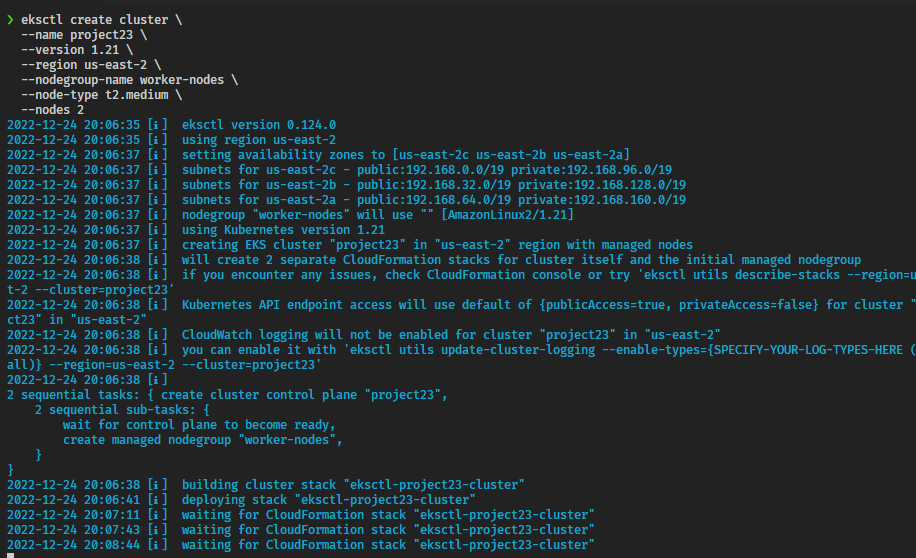 ❯ eksctl create cluster \
  --name project23 \
  --version 1.21 \
  --region us-east-2 \
  --nodegroup-name worker-nodes \
  --node-type t2.medium \
  --nodes 2
2022-12-24 20:06:35 [ℹ]  eksctl version 0.124.0
2022-12-24 20:06:35 [ℹ]  using region us-east-2
2022-12-24 20:06:37 [ℹ]  setting availability zones to [us-east-2c us-east-2b us-east-2a]
2022-12-24 20:06:37 [ℹ]  subnets for us-east-2c - public:192.168.0.0/19 private:192.168.96.0/19
2022-12-24 20:06:37 [ℹ]  subnets for us-east-2b - public:192.168.32.0/19 private:192.168.128.0/19
2022-12-24 20:06:37 [ℹ]  subnets for us-east-2a - public:192.168.64.0/19 private:192.168.160.0/19
2022-12-24 20:06:37 [ℹ]  nodegroup "worker-nodes" will use "" [AmazonLinux2/1.21]
2022-12-24 20:06:37 [ℹ]  using Kubernetes version 1.21
2022-12-24 20:06:37 [ℹ]  creating EKS cluster "project23" in "us-east-2" region with managed nodes
2022-12-24 20:06:38 [ℹ]  will create 2 separate CloudFormation stacks for cluster itself and the initial managed nodegroup
2022-12-24 20:06:38 [ℹ]  if you encounter any issues, check CloudFormation console or try 'eksctl utils describe-stacks --region=u
t-2 --cluster=project23'
2022-12-24 20:06:38 [ℹ]  Kubernetes API endpoint access will use default of {publicAccess=true, privateAccess=false} for cluster "
ct23" in "us-east-2"
2022-12-24 20:06:38 [ℹ]  CloudWatch logging will not be enabled for cluster "project23" in "us-east-2"
2022-12-24 20:06:38 [ℹ]  you can enable it with 'eksctl utils update-cluster-logging --enable-types={SPECIFY-YOUR-LOG-TYPES-HERE (
all)} --region=us-east-2 --cluster=project23'
2022-12-24 20:06:38 [ℹ]
2 sequential tasks: { create cluster control plane "project23",
    2 sequential sub-tasks: {
        wait for control plane to become ready,
        create managed nodegroup "worker-nodes",
    }
}
2022-12-24 20:06:38 [ℹ]  building cluster stack "eksctl-project23-cluster"
2022-12-24 20:06:41 [ℹ]  deploying stack "eksctl-project23-cluster"
2022-12-24 20:07:11 [ℹ]  waiting for CloudFormation stack "eksctl-project23-cluster"
2022-12-24 20:07:43 [ℹ]  waiting for CloudFormation stack "eksctl-project23-cluster"
2022-12-24 20:08:44 [ℹ]  waiting for CloudFormation stack "eksctl-project23-cluster"